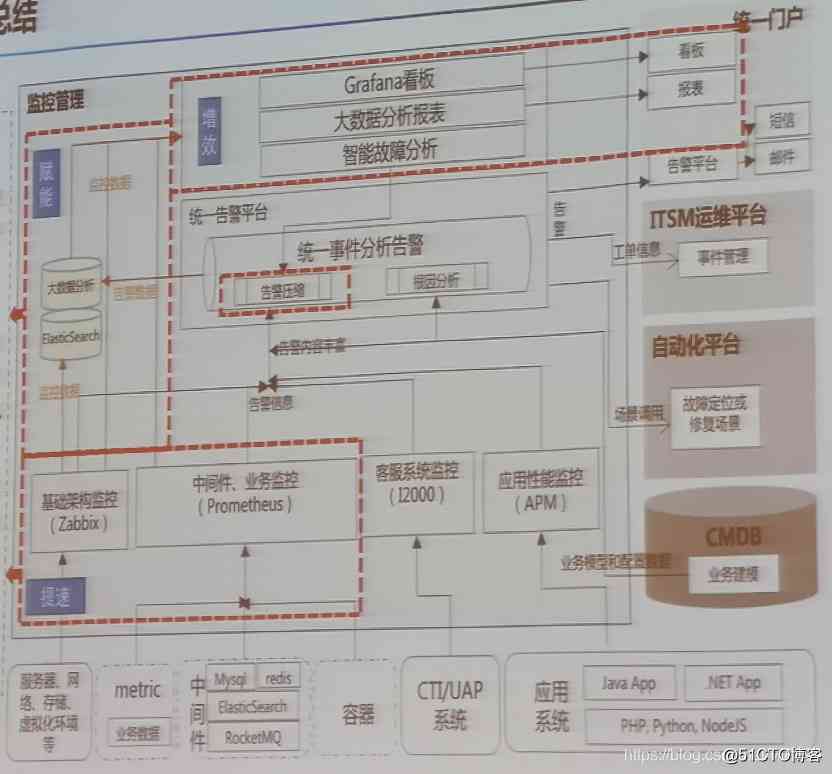 总结
统一门户
监控管理
增效
Grafana看板
大数据分析报表
智能故障分析
看板
报表
短信
邮件
告警平台
赋能
监控数据
统一告警平台
告警
统一事件分析告警
告警压缩
根因分析
ITSM运维平台
工单信息
事件管理
大数据分析
ElasticSearch
告警数据
告警内容丰富
自动化平台
场景调用
故障定位或
修复场景
监控数据
告警信息
基础架构监控
(Zabbix)
中间件、业务监控
(Prometheus)
客服系统监控
(I2000)
应用性能监控
(APM)
CMDB
业务模型和配置数据
业务建模
提速
服务器、网
络、存储、
虚拟化环境
等
metric
业务数据
中间件
Mysql
redis
ElasticSearch
RocketMQ
容器
CTI/UAP
系统
应用
系统
Java App
.NET App
PHP, Python, NodeJS
https://blog.cs
@51CTO博客